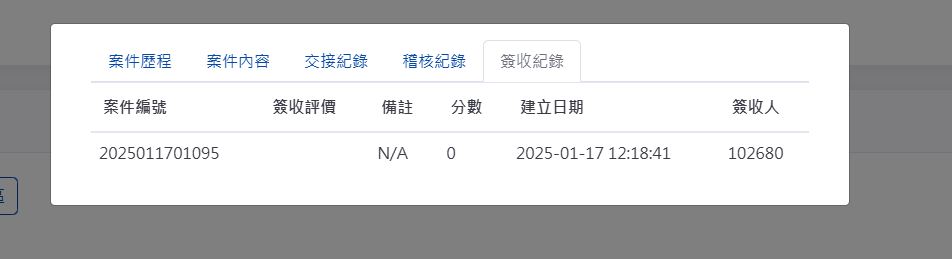 案件歷程 案件內容 交接紀錄 稽核紀錄 簽收紀錄
案件編號 簽收評價 備註 分數 建立日期 簽收人
2025011701095 N/A 0 2025-01-17 12:18:41 102680
區